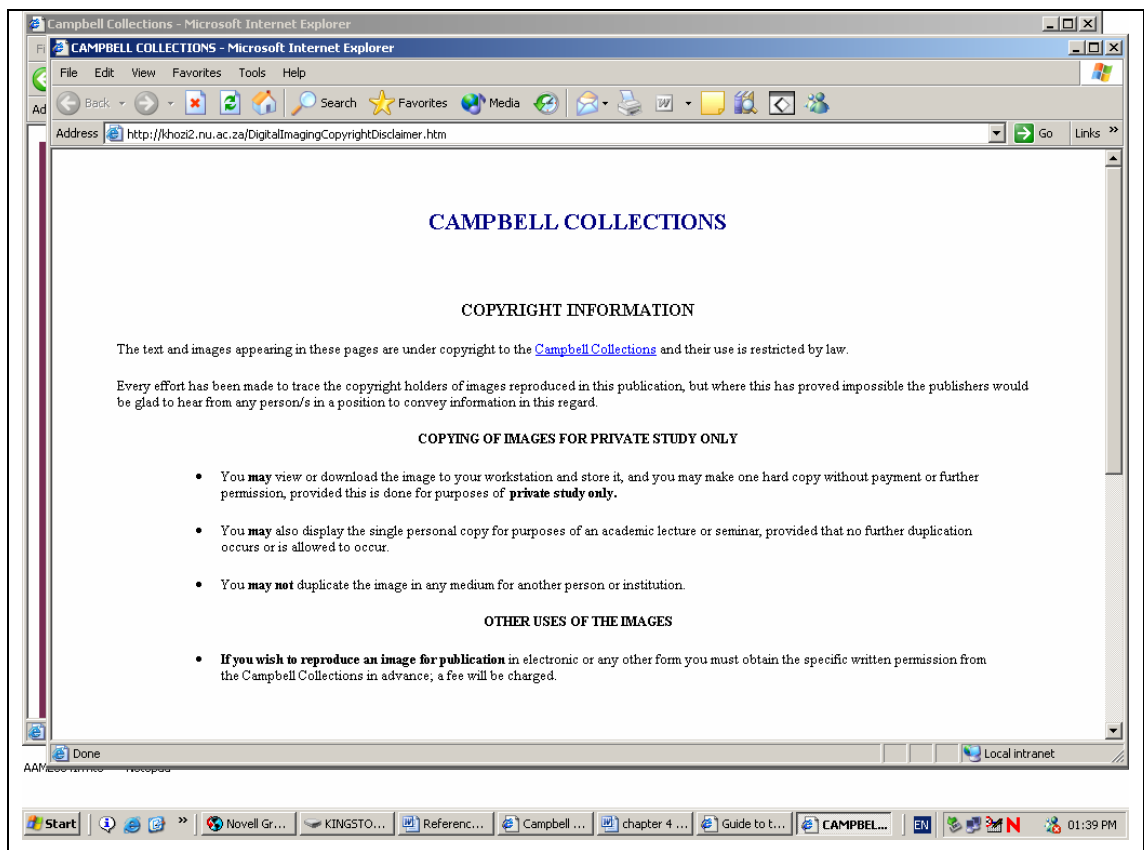 Campbell Collections - Microsoft Internet Explorer
CAMPBELL COLLECTIONS - Microsoft Internet Explorer
File Edit View Favorites Tools Help
Back Search Favorites Media
Address http://khozi2.nu.ac.za/DigitalImagingCopyrightDisclaimer.htm Go Links »
CAMPBELL COLLECTIONS
COPYRIGHT INFORMATION
The text and images appearing in these pages are under copyright to the Campbell Collections and their use is restricted by law.
Every effort has been made to trace the copyright holders of images reproduced in this publication, but where this has proved impossible the publishers would
be glad to hear from any person/s in a position to convey information in this regard.
COPYING OF IMAGES FOR PRIVATE STUDY ONLY
• You may view or download the image to your workstation and store it, and you may make one hard copy without payment or further
permission, provided this is done for purposes of private study only.
• You may also display the single personal copy for purposes of an academic lecture or seminar, provided that no further duplication
occurs or is allowed to occur.
• You may not duplicate the image in any medium for another person or institution.
OTHER USES OF THE IMAGES
• If you wish to reproduce an image for publication in electronic or any other form you must obtain the specific written permission from
the Campbell Collections in advance; a fee will be charged.
Done Local intranet
Start » Novell Gr... KINGSTO... Referenc... Campbell ... chapter 4 ... Guide to t... CAMPBEL... EN N 01:39 PM